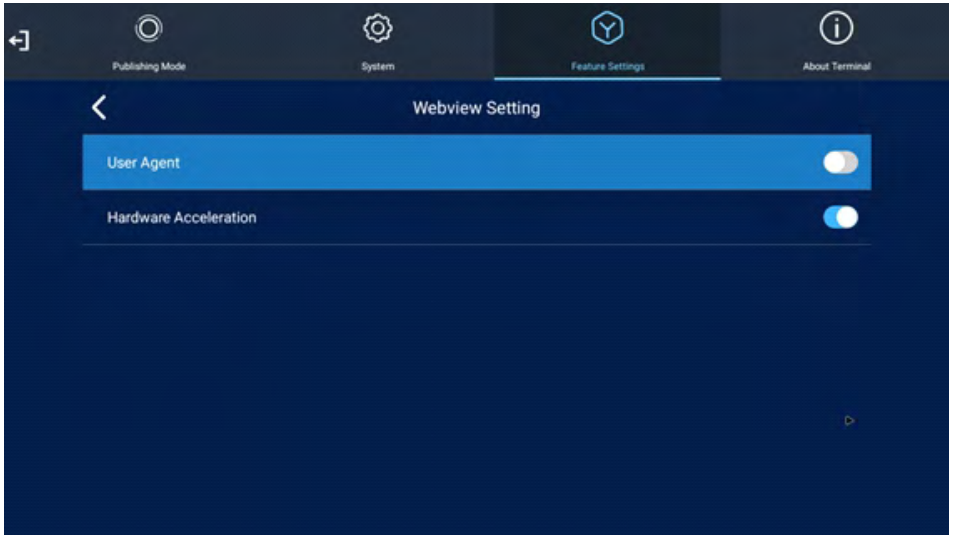 Publishing Mode
System
Feature Settings
About Terminal
Webview Setting
User Agent
Hardware Acceleration